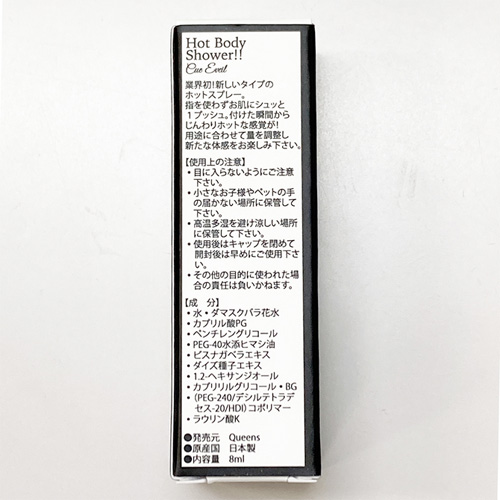 Hot Body
Shower!!
Cue Eveil
業界初!新しいタイプの
ホットスプレー。
指を使わずお肌にシュッと
1プッシュ。付けた瞬間から
じんわりホットな感覚が!
用途に合わせて量を調整し
新たな体感をお楽しみ下さい。
【使用上の注意】
・目に入らないようにご注意
下さい。
・小さなお子様やペットの手
の届かない場所に保管して
下さい。
・高温多湿を避け涼しい場所
に保管して下さい。
・使用後はキャップを閉めて
開封後は早めにご使用下さ
い。
・その他の目的に使われた場
合の責任は負いかねます。
【成 分】
・水・ダマスクバラ花水
・カプリル酸PG
・ペンチレングリコール
・PEG-40水添ヒマシ油
・ビスナガベラエキス
・ダイズ種子エキス
・1.2-ヘキサンジオール
・カプリリルグリコール・BG
・(PEG-240/デシルテトラデ
セス-20/HDI)コポリマー
・ラウリン酸K
●発売元 Queens
●原産国 日本製
●内容量 8ml